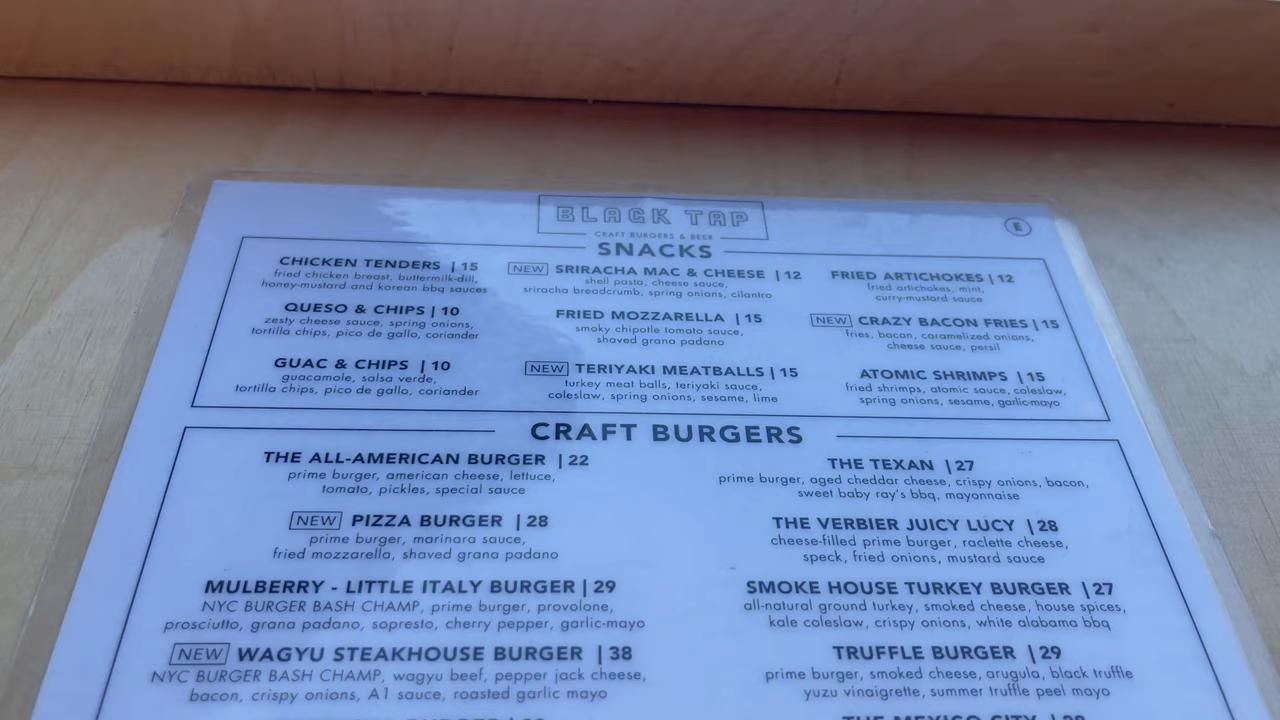 BLACK TAP
CRAFT BURGERS & BEER
E
SNACKS
CHICKEN TENDERS | 15
fried chicken breast, buttermilk-dill,
honey-mustard and korean bbq sauces
QUESO & CHIPS | 10
zesty cheese sauce, spring onions,
tortilla chips, pico de gallo, coriander
GUAC & CHIPS | 10
guacamole, salsa verde,
tortilla chips, pico de gallo, coriander
NEW SRIRACHA MAC & CHEESE | 12
shell pasta, cheese sauce,
sriracha breadcrumb, spring onions, cilantro
FRIED MOZZARELLA | 15
smoky chipotle tomato sauce,
shaved grana padano
NEW TERIYAKI MEATBALLS | 15
turkey meat balls, teriyaki sauce,
coleslaw, spring onions, sesame, lime
FRIED ARTICHOKES | 12
fried artichokes, mint,
curry-mustard sauce
NEW CRAZY BACON FRIES | 15
fries, bacon, caramelized onions,
cheese sauce, persil
ATOMIC SHRIMPS | 15
fried shrimps, atomic sauce, coleslaw,
spring onions, sesame, garlic-mayo
CRAFT BURGERS
THE ALL-AMERICAN BURGER | 22
prime burger, american cheese, lettuce,
tomato, pickles, special sauce
NEW PIZZA BURGER | 28
prime burger, marinara sauce,
fried mozzarella, shaved grana padano
MULBERRY - LITTLE ITALY BURGER | 29
NYC BURGER BASH CHAMP, prime burger, provolone,
prosciutto, grana padano, sopresto, cherry pepper, garlic-mayo
NEW WAGYU STEAKHOUSE BURGER | 38
NYC BURGER BASH CHAMP, wagyu beef, pepper jack cheese,
bacon, crispy onions, A1 sauce, roasted garlic mayo
THE TEXAN | 27
prime burger, aged cheddar cheese, crispy onions, bacon,
sweet baby ray's bbq, mayonnaise
THE VERBIER JUICY LUCY | 28
cheese-filled prime burger, raclette cheese,
speck, fried onions, mustard sauce
SMOKE HOUSE TURKEY BURGER | 27
all-natural ground turkey, smoked cheese, house spices,
kale coleslaw, crispy onions, white alabama bbq
TRUFFLE BURGER | 29
prime burger, smoked cheese, arugula, black truffle
yuzu vinaigrette, summer truffle peel mayo
THE MEXICO CITY